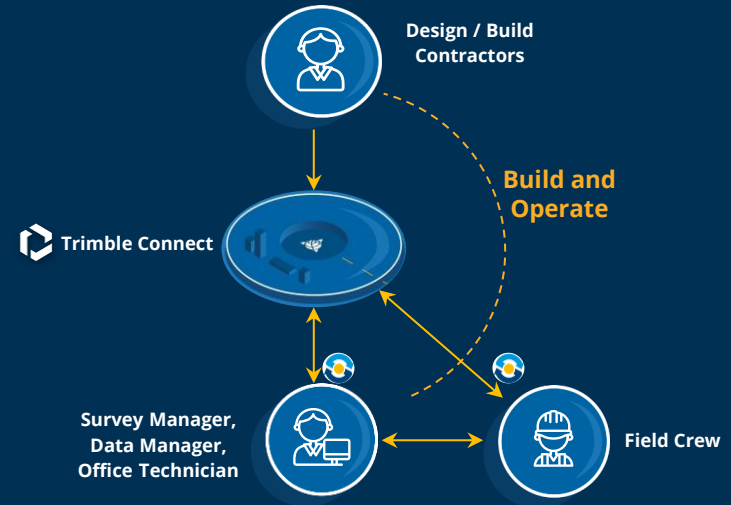 Design / Build
Contractors
Build and
Operate
Trimble Connect
Survey Manager,
Data Manager,
Office Technician
Field Crew